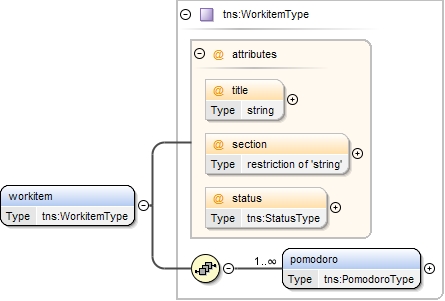 tns:WorkitemType
@ attributes
@ title
Type string
@ section
Type restriction of 'string'
@ status
Type tns:StatusType
workitem
Type tns:WorkitemType
1..∞
pomodoro
Type tns:PomodoroType